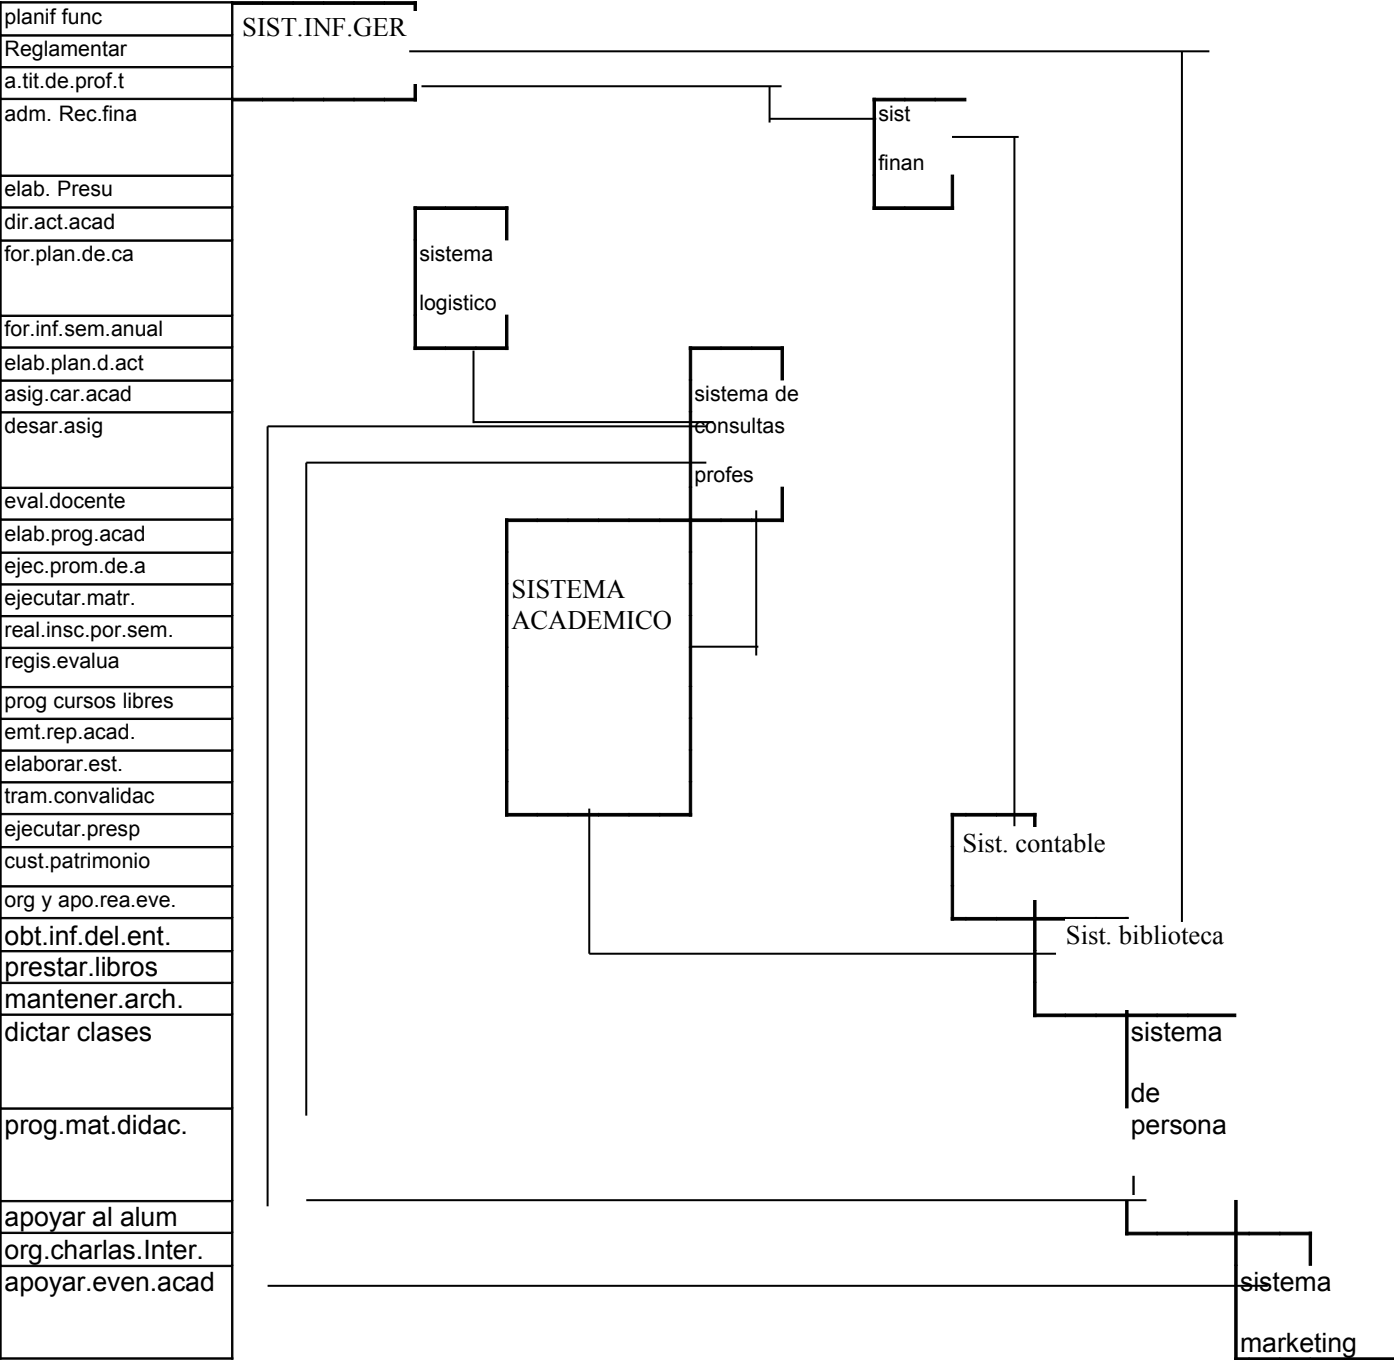 planif func
SIST.INF.GER
Reglamentar
a.tit.de.prof.t
adm. Rec.fina
sist
finan
elab. Presu
dir.act.acad
for.plan.de.ca
sistema
logistico
for.inf.sem.anual
elab.plan.d.act
asig.car.acad
sistema de
desar.asig
consultas
profes
eval.docente
elab.prog.acad
ejec.prom.de.a
ejecutar.matr.
SISTEMA
ACADEMICO
real.insc.por.sem.
regis.evalua
prog cursos libres
emt.rep.acad.
elaborar.est.
tram.convalidac
ejecutar.presp
Sist. contable
cust.patrimonio
org y apo.rea.eve.
obt.inf.del.ent.
Sist. biblioteca
prestar.libros
mantener.arch.
dictar clases
sistema
de
persona
prog.mat.didac.
apoyar al alum
org.charlas.Inter.
apoyar.even.acad
sistema
marketing